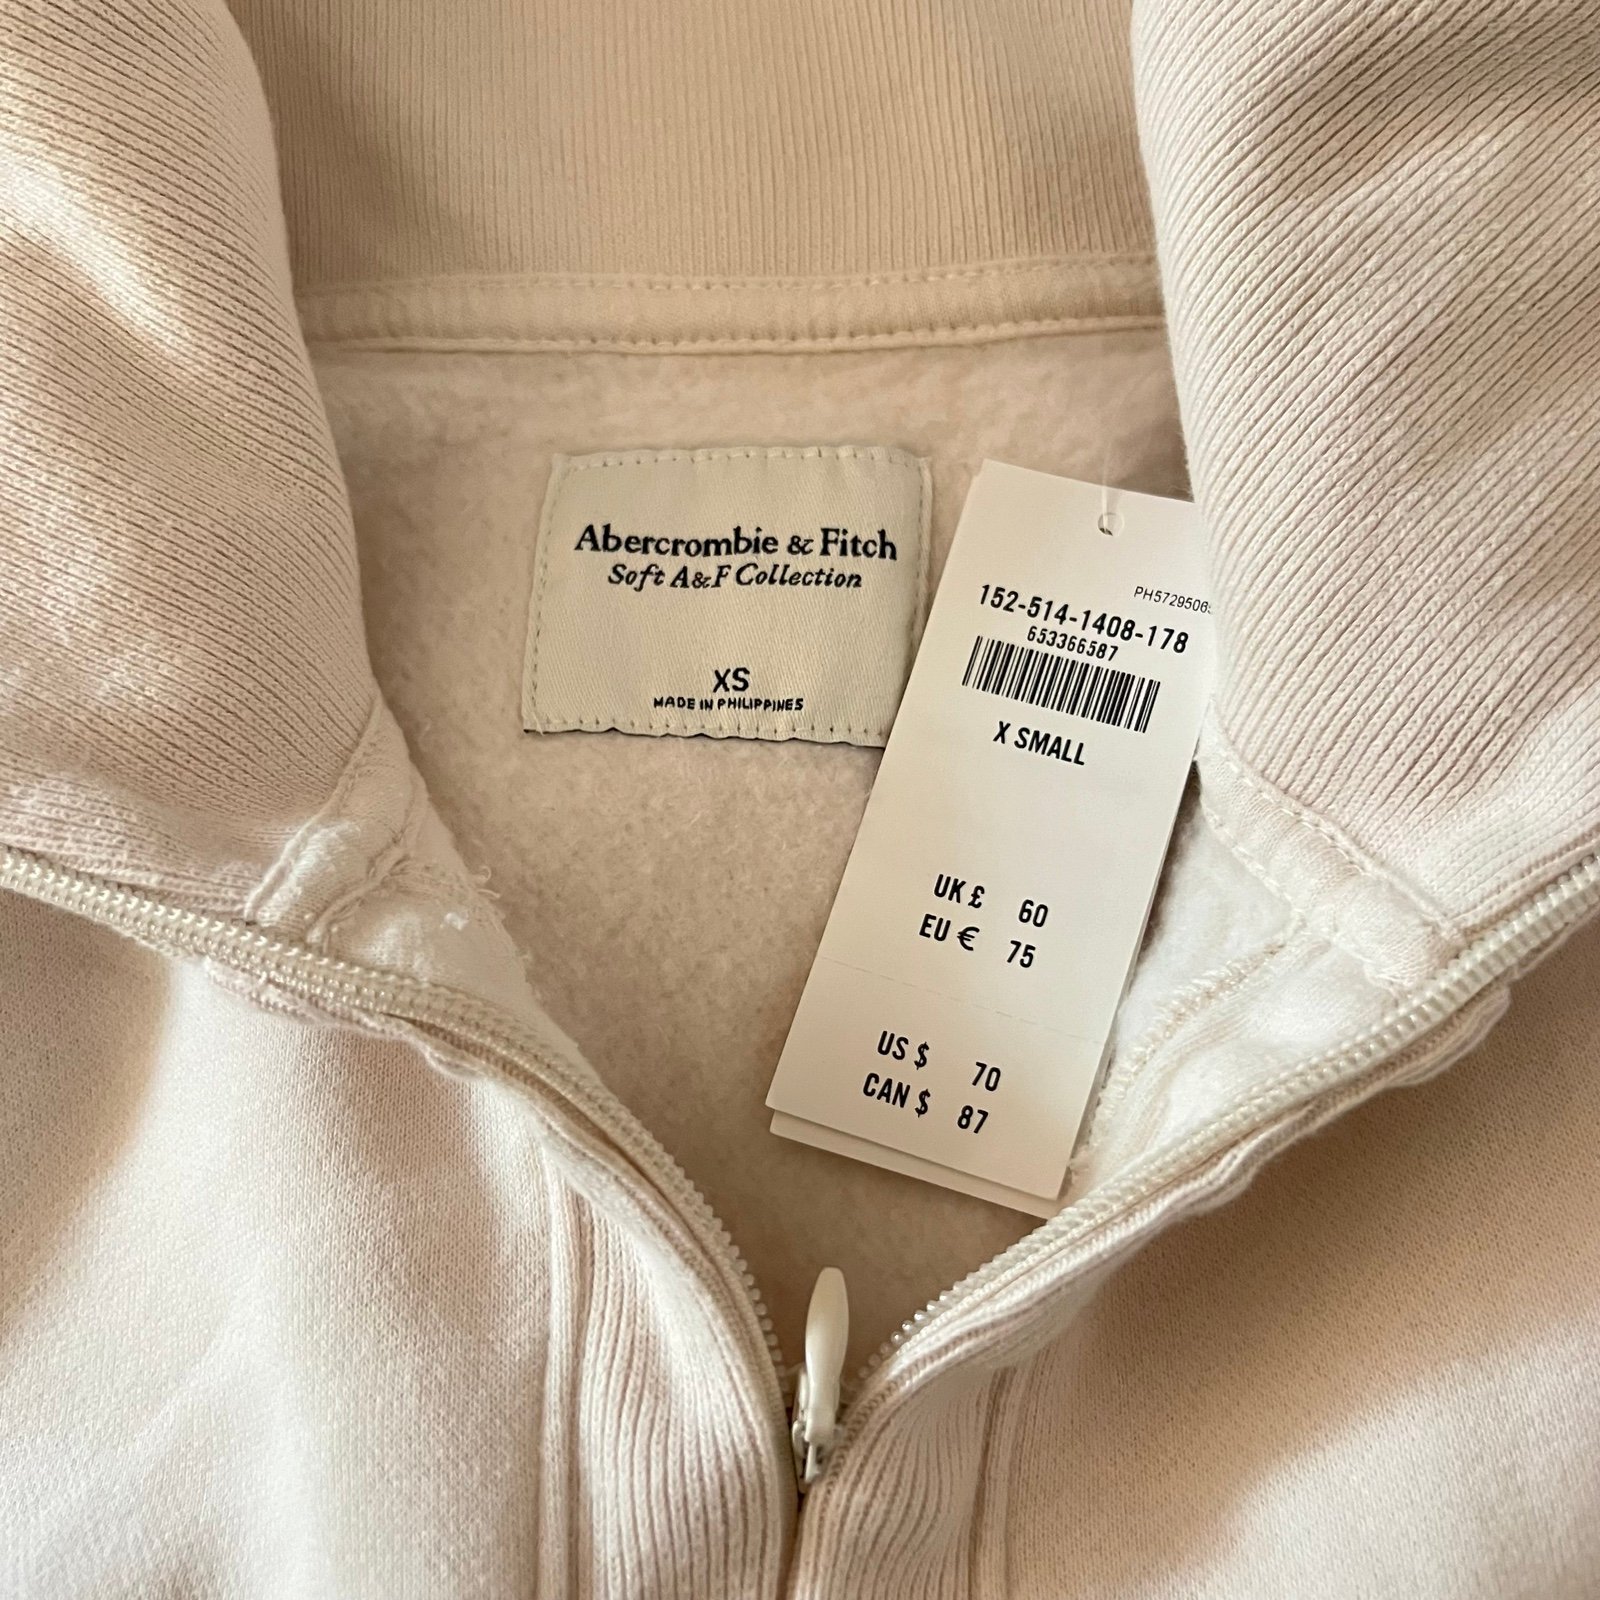 Abercrombie & Fitch
Soft A&F Collection
XS
MADE IN PHILIPPINES
152-514-1408-178
653366587
X SMALL
UK £ 60
EU € 75
US $ 70
CAN $ 87